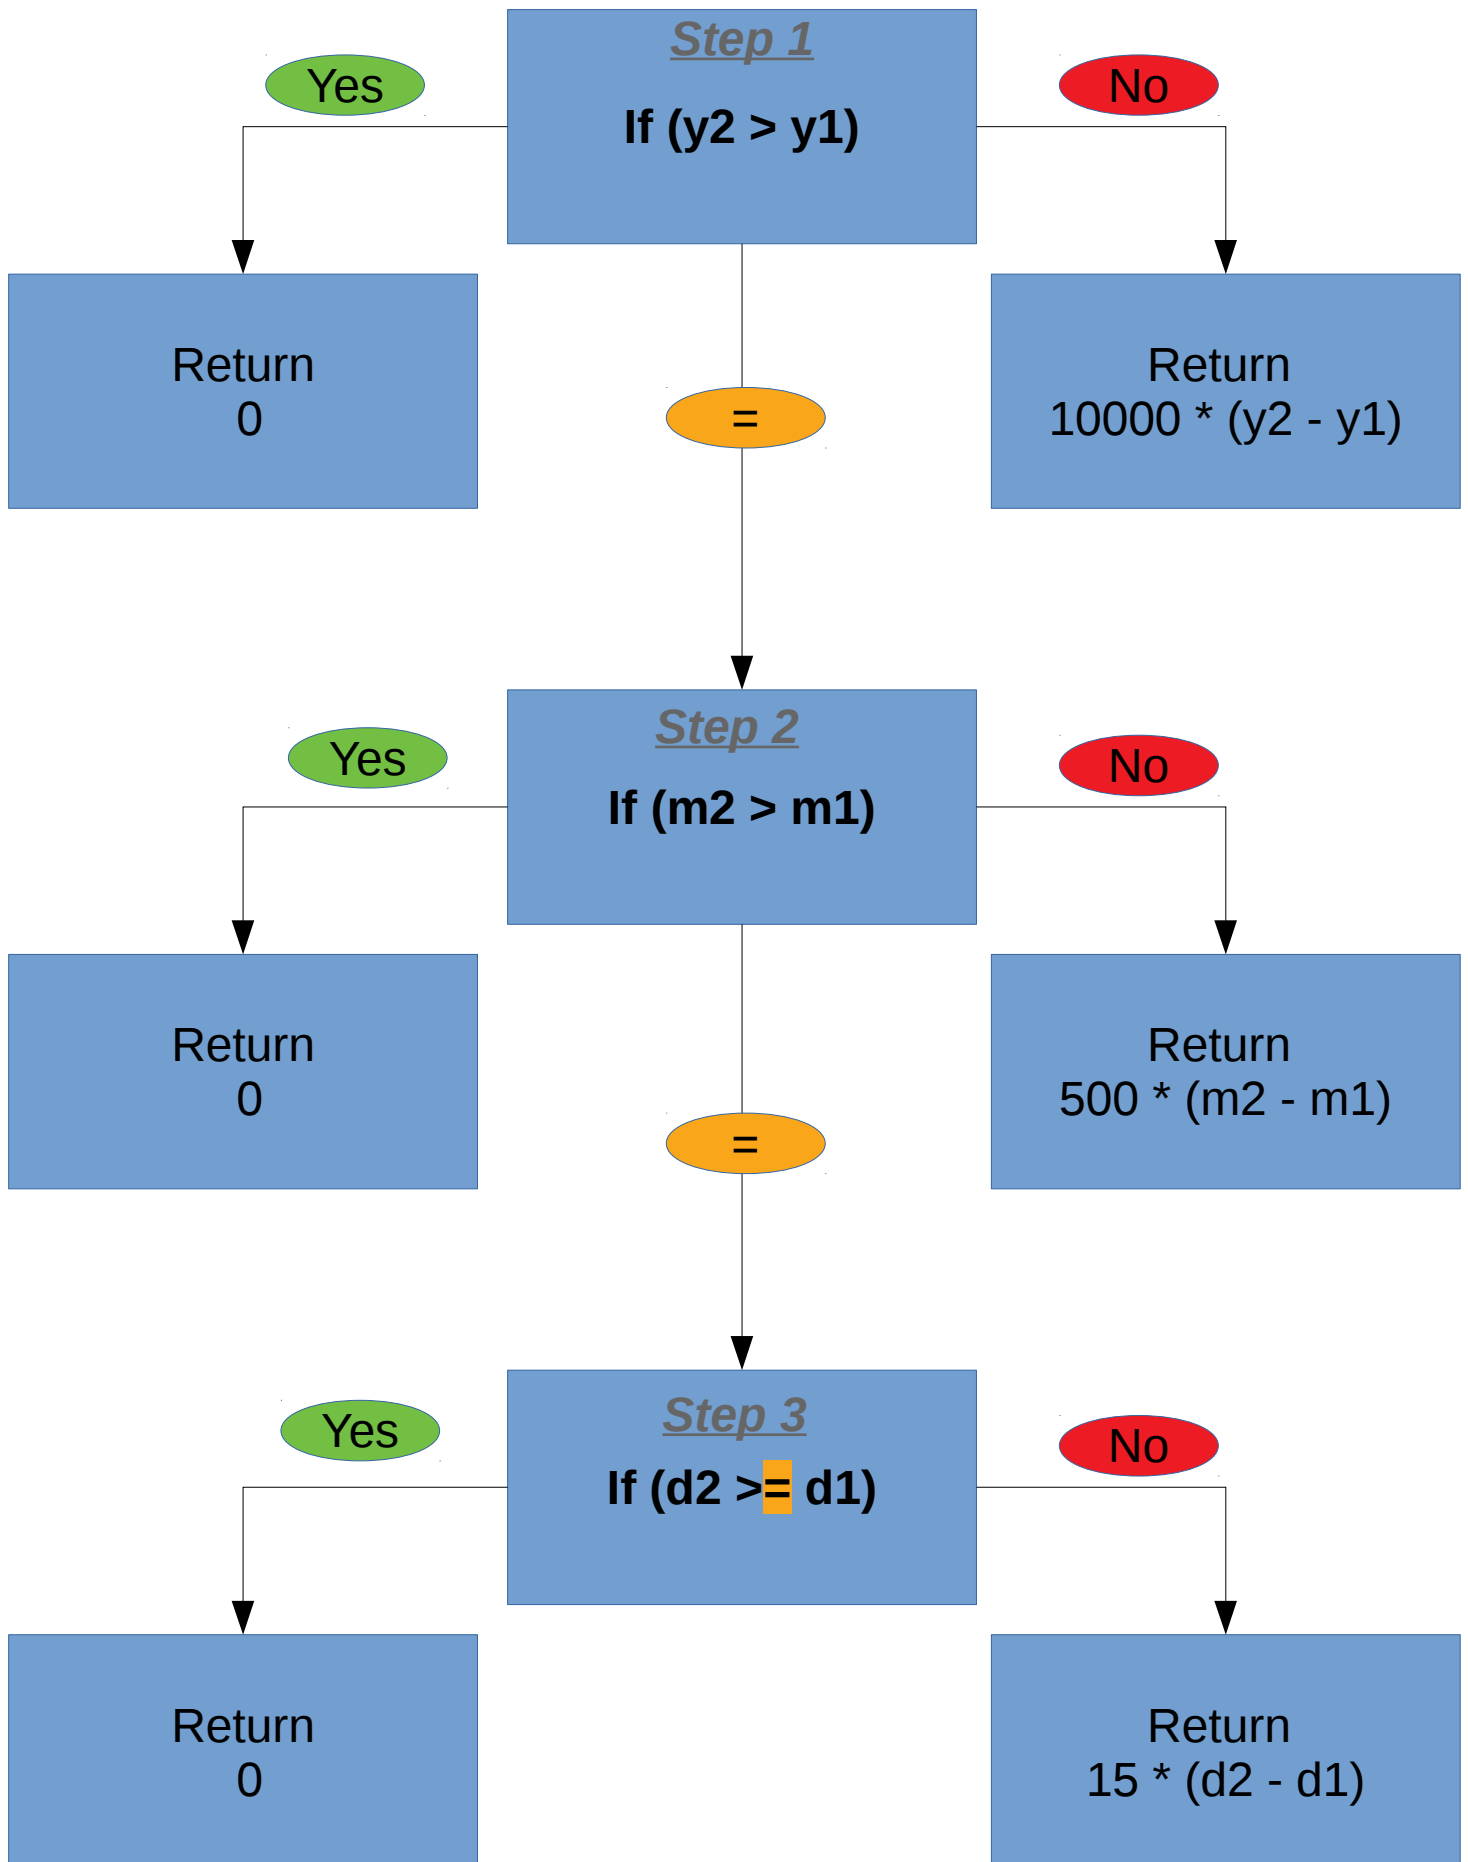 Step 1
Yes
No
If (y2 > y1)
Return
0
=
Return
10000 * (y2 - y1)
Step 2
Yes
No
If (m2 > m1)
Return
0
=
Return
500 * (m2 - m1)
Step 3
Yes
No
If (d2 >= d1)
Return
0
Return
15 * (d2 - d1)